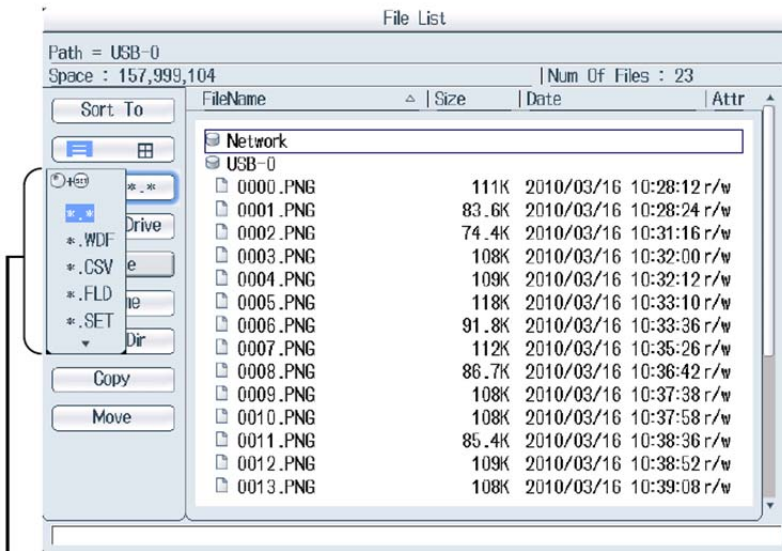 File List
Path = USB-0
Space : 157,999,104 Num Of Files : 23
FileName Size Date Attr
Sort To
Network
USB-0
+SET
*.*
*.*
*.WDF
*.CSV
*.FLD
*.SET
Drive
e
me
Dir
Copy
Move
0000.PNG 111K 2010/03/16 10:28:12 r/w
0001.PNG 83.6K 2010/03/16 10:28:24 r/w
0002.PNG 74.4K 2010/03/16 10:31:16 r/w
0003.PNG 108K 2010/03/16 10:32:00 r/w
0004.PNG 109K 2010/03/16 10:32:12 r/w
0005.PNG 118K 2010/03/16 10:33:10 r/w
0006.PNG 91.8K 2010/03/16 10:33:36 r/w
0007.PNG 112K 2010/03/16 10:35:26 r/w
0008.PNG 86.7K 2010/03/16 10:36:42 r/w
0009.PNG 108K 2010/03/16 10:37:38 r/w
0010.PNG 108K 2010/03/16 10:37:58 r/w
0011.PNG 85.4K 2010/03/16 10:38:36 r/w
0012.PNG 109K 2010/03/16 10:38:52 r/w
0013.PNG 108K 2010/03/16 10:39:08 r/w